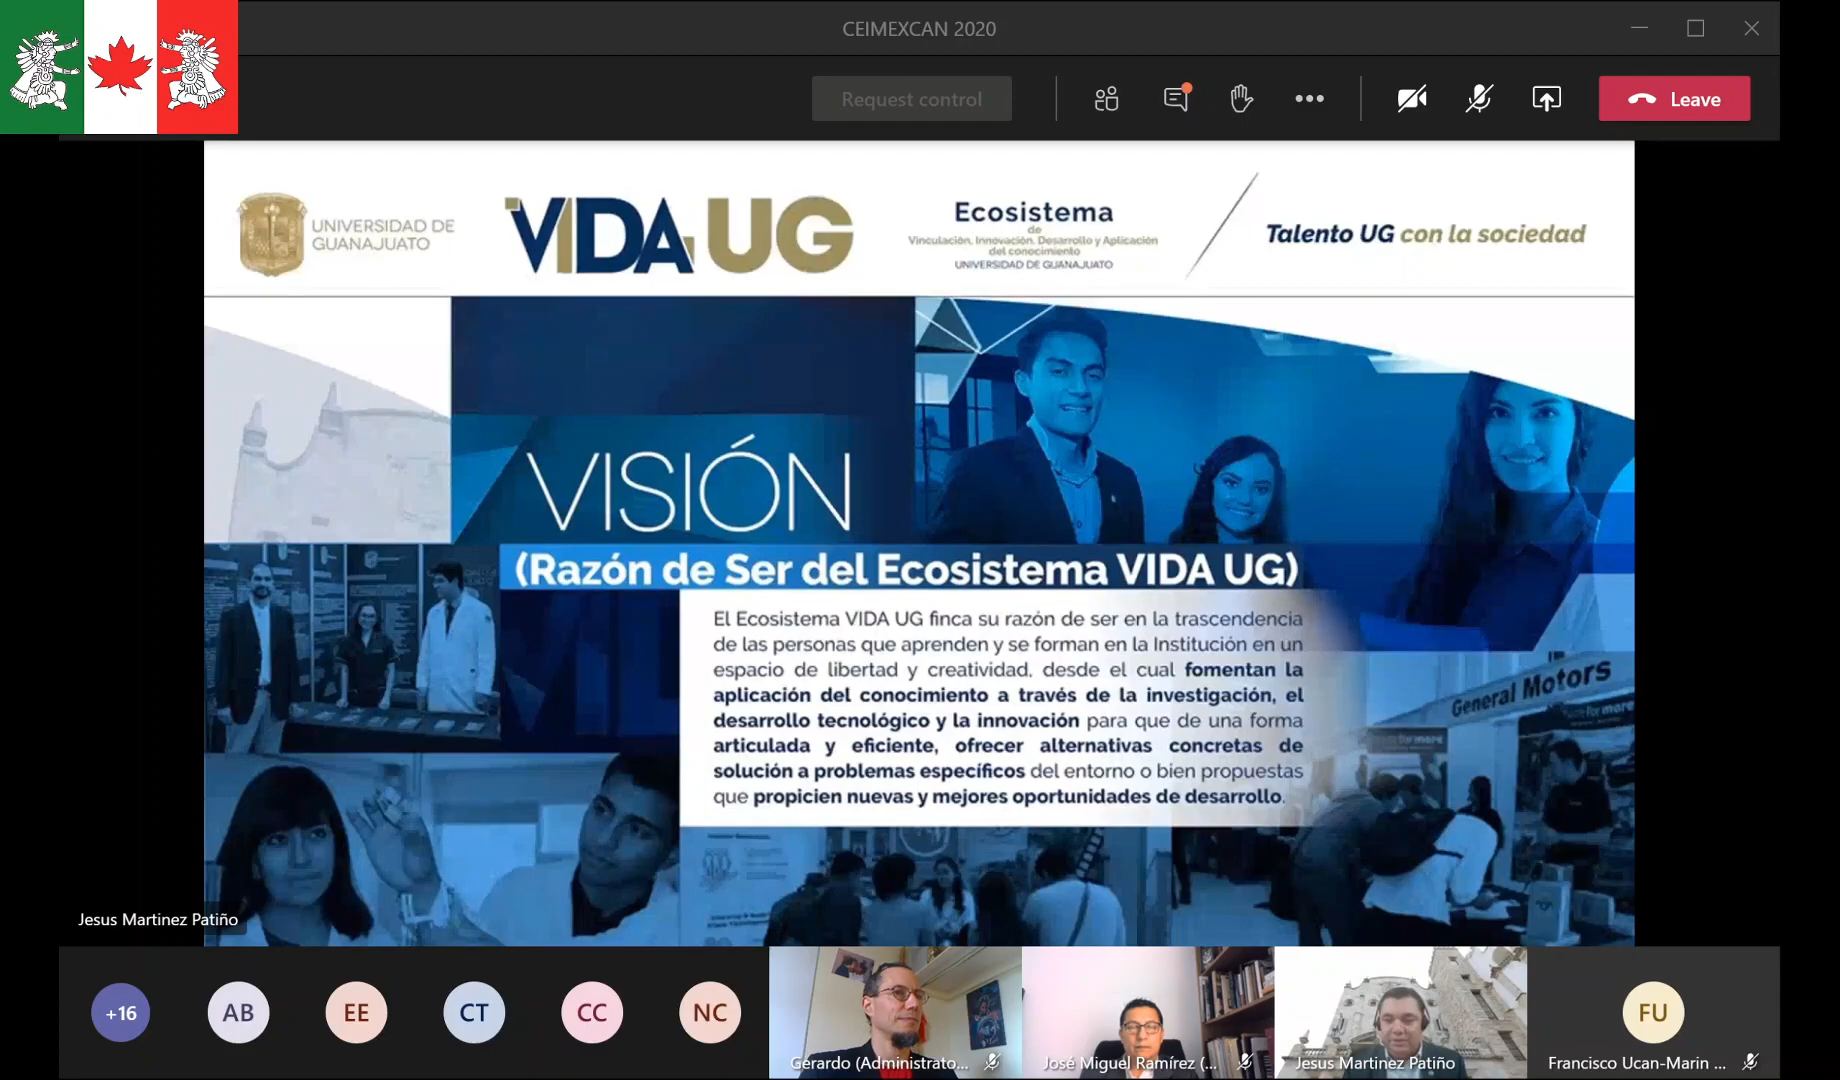 CEIMEXCAN 2020
Request control
Leave
UNIVERSIDAD DE
GUANAJUATO
VIDA UG
Ecosistema
de
Vinculación, Innovación, Desarrollo y Aplicación
del conocimiento
UNIVERSIDAD DE GUANAJUATO
Talento UG con la sociedad
VISIÓN
(Razón de Ser del Ecosistema VIDA UG)
El Ecosistema VIDA UG finca su razón de ser en la trascendencia
de las personas que aprenden y se forman en la Institución en un
espacio de libertad y creatividad, desde el cual fomentan la
aplicación del conocimiento a través de la investigación, el
desarrollo tecnológico y la innovación para que de una forma
articulada y eficiente, ofrecer alternativas concretas de
solución a problemas específicos del entorno o bien propuestas
que propicien nuevas y mejores oportunidades de desarrollo.
General Motors
Jesus Martinez Patiño
+16
AB
EE
CT
CC
NC
FU
Gerardo (Administrato...
José Miguel Ramírez (...
Jesus Martinez Patiño
Francisco Ucan-Marin ...